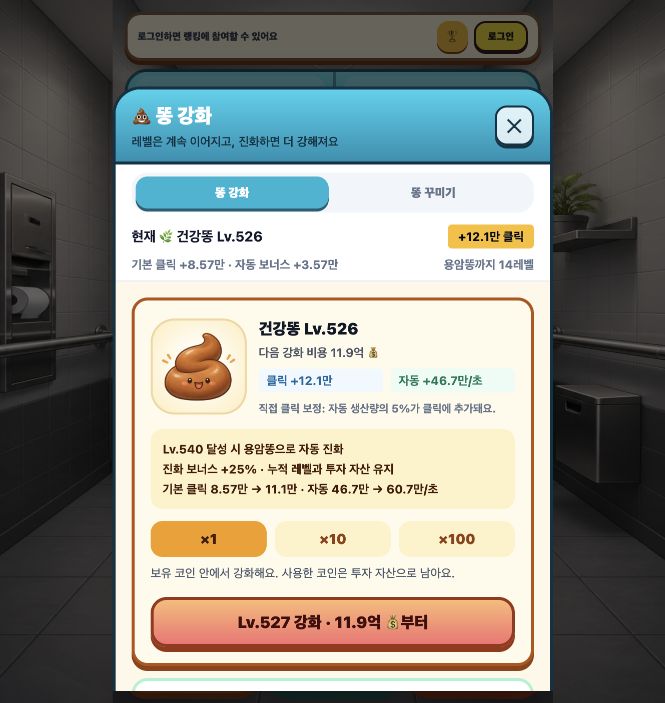 로그인하면 랭킹에 참여할 수 있어요
로그인
똥 강화
레벨은 계속 이어지고, 진화하면 더 강해져요
똥 강화
똥 꾸미기
현재 🌿 건강똥 Lv.526
+12.1만 클릭
기본 클릭 +8.57만 · 자동 보너스 +3.57만
용암똥까지 14레벨
건강똥 Lv.526
다음 강화 비용 11.9억 💰
클릭 +12.1만
자동 +46.7만/초
직접 클릭 보정: 자동 생산량의 5%가 클릭에 추가돼요.
Lv.540 달성 시 용암똥으로 자동 진화
진화 보너스 +25% · 누적 레벨과 투자 자산 유지
기본 클릭 8.57만 → 11.1만 · 자동 46.7만 → 60.7만/초
×1
×10
×100
보유 코인 안에서 강화해요. 사용한 코인은 투자 자산으로 남아요.
Lv.527 강화 · 11.9억 💰부터